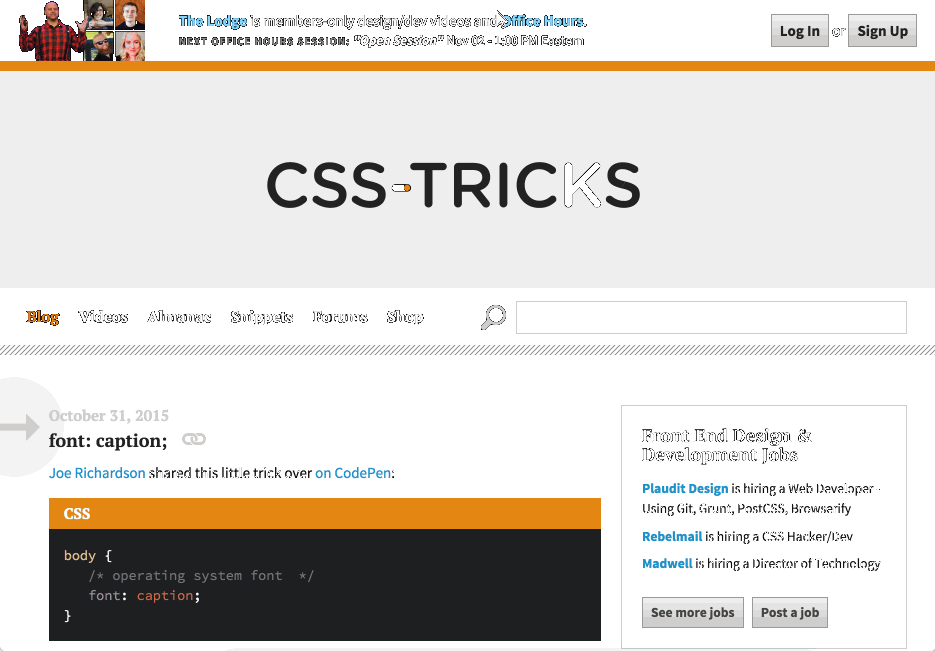 The Lodge is members-only design/dev videos and Office Hours.
NEXT OFFICE HOURS SESSION: "Open Session" Nov 02 - 1:00 PM Eastern
Log In or Sign Up
CSS-TRICKS
Blog Videos Almanac Snippets Forums Shop
October 31, 2015
font: caption;
Joe Richardson shared this little trick over on CodePen:
CSS
body {
/* operating system font */
font: caption;
}
Front End Design &
Development Jobs
Plaudit Design is hiring a Web Developer -
Using Git, Grunt, PostCSS, Browserify
Rebelmail is hiring a CSS Hacker/Dev
Madwell is hiring a Director of Technology
See more jobs Post a job